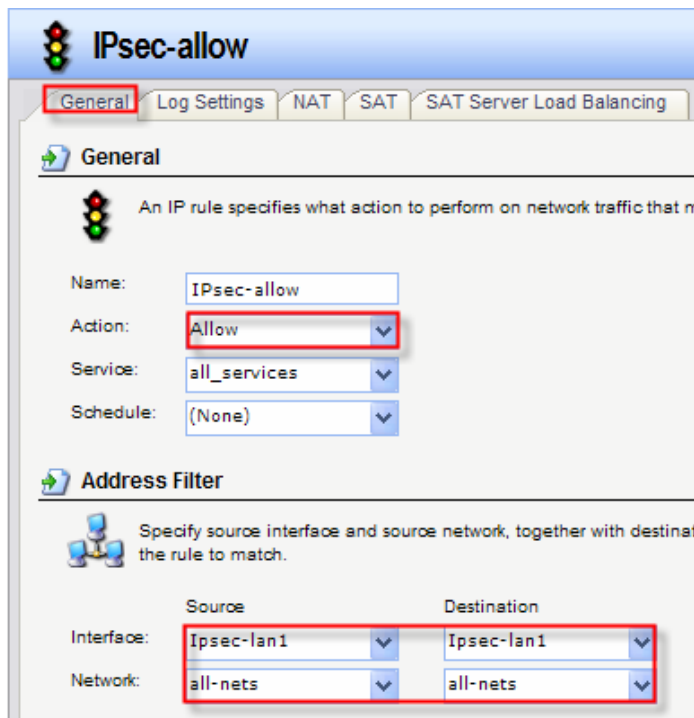 IPsec-allow
General Log Settings NAT SAT SAT Server Load Balancing
General
An IP rule specifies what action to perform on network traffic that
Name: IPsec-allow
Action: Allow
Service: all_services
Schedule: (None)
Address Filter
Specify source interface and source network, together with
the rule to match.
Source Destination
Interface: Ipsec-lan1 Ipsec-lan1
Network: all-nets all-nets